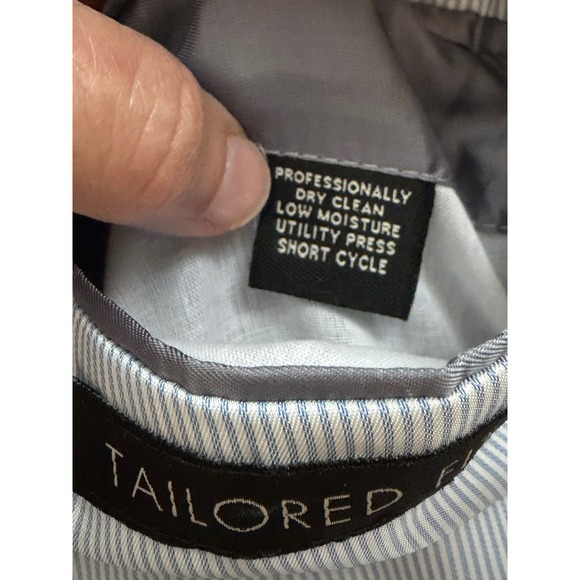 PROFESSIONALLY
DRY CLEAN
LOW MOISTURE
UTILITY PRESS
SHORT CYCLE
TAILORED